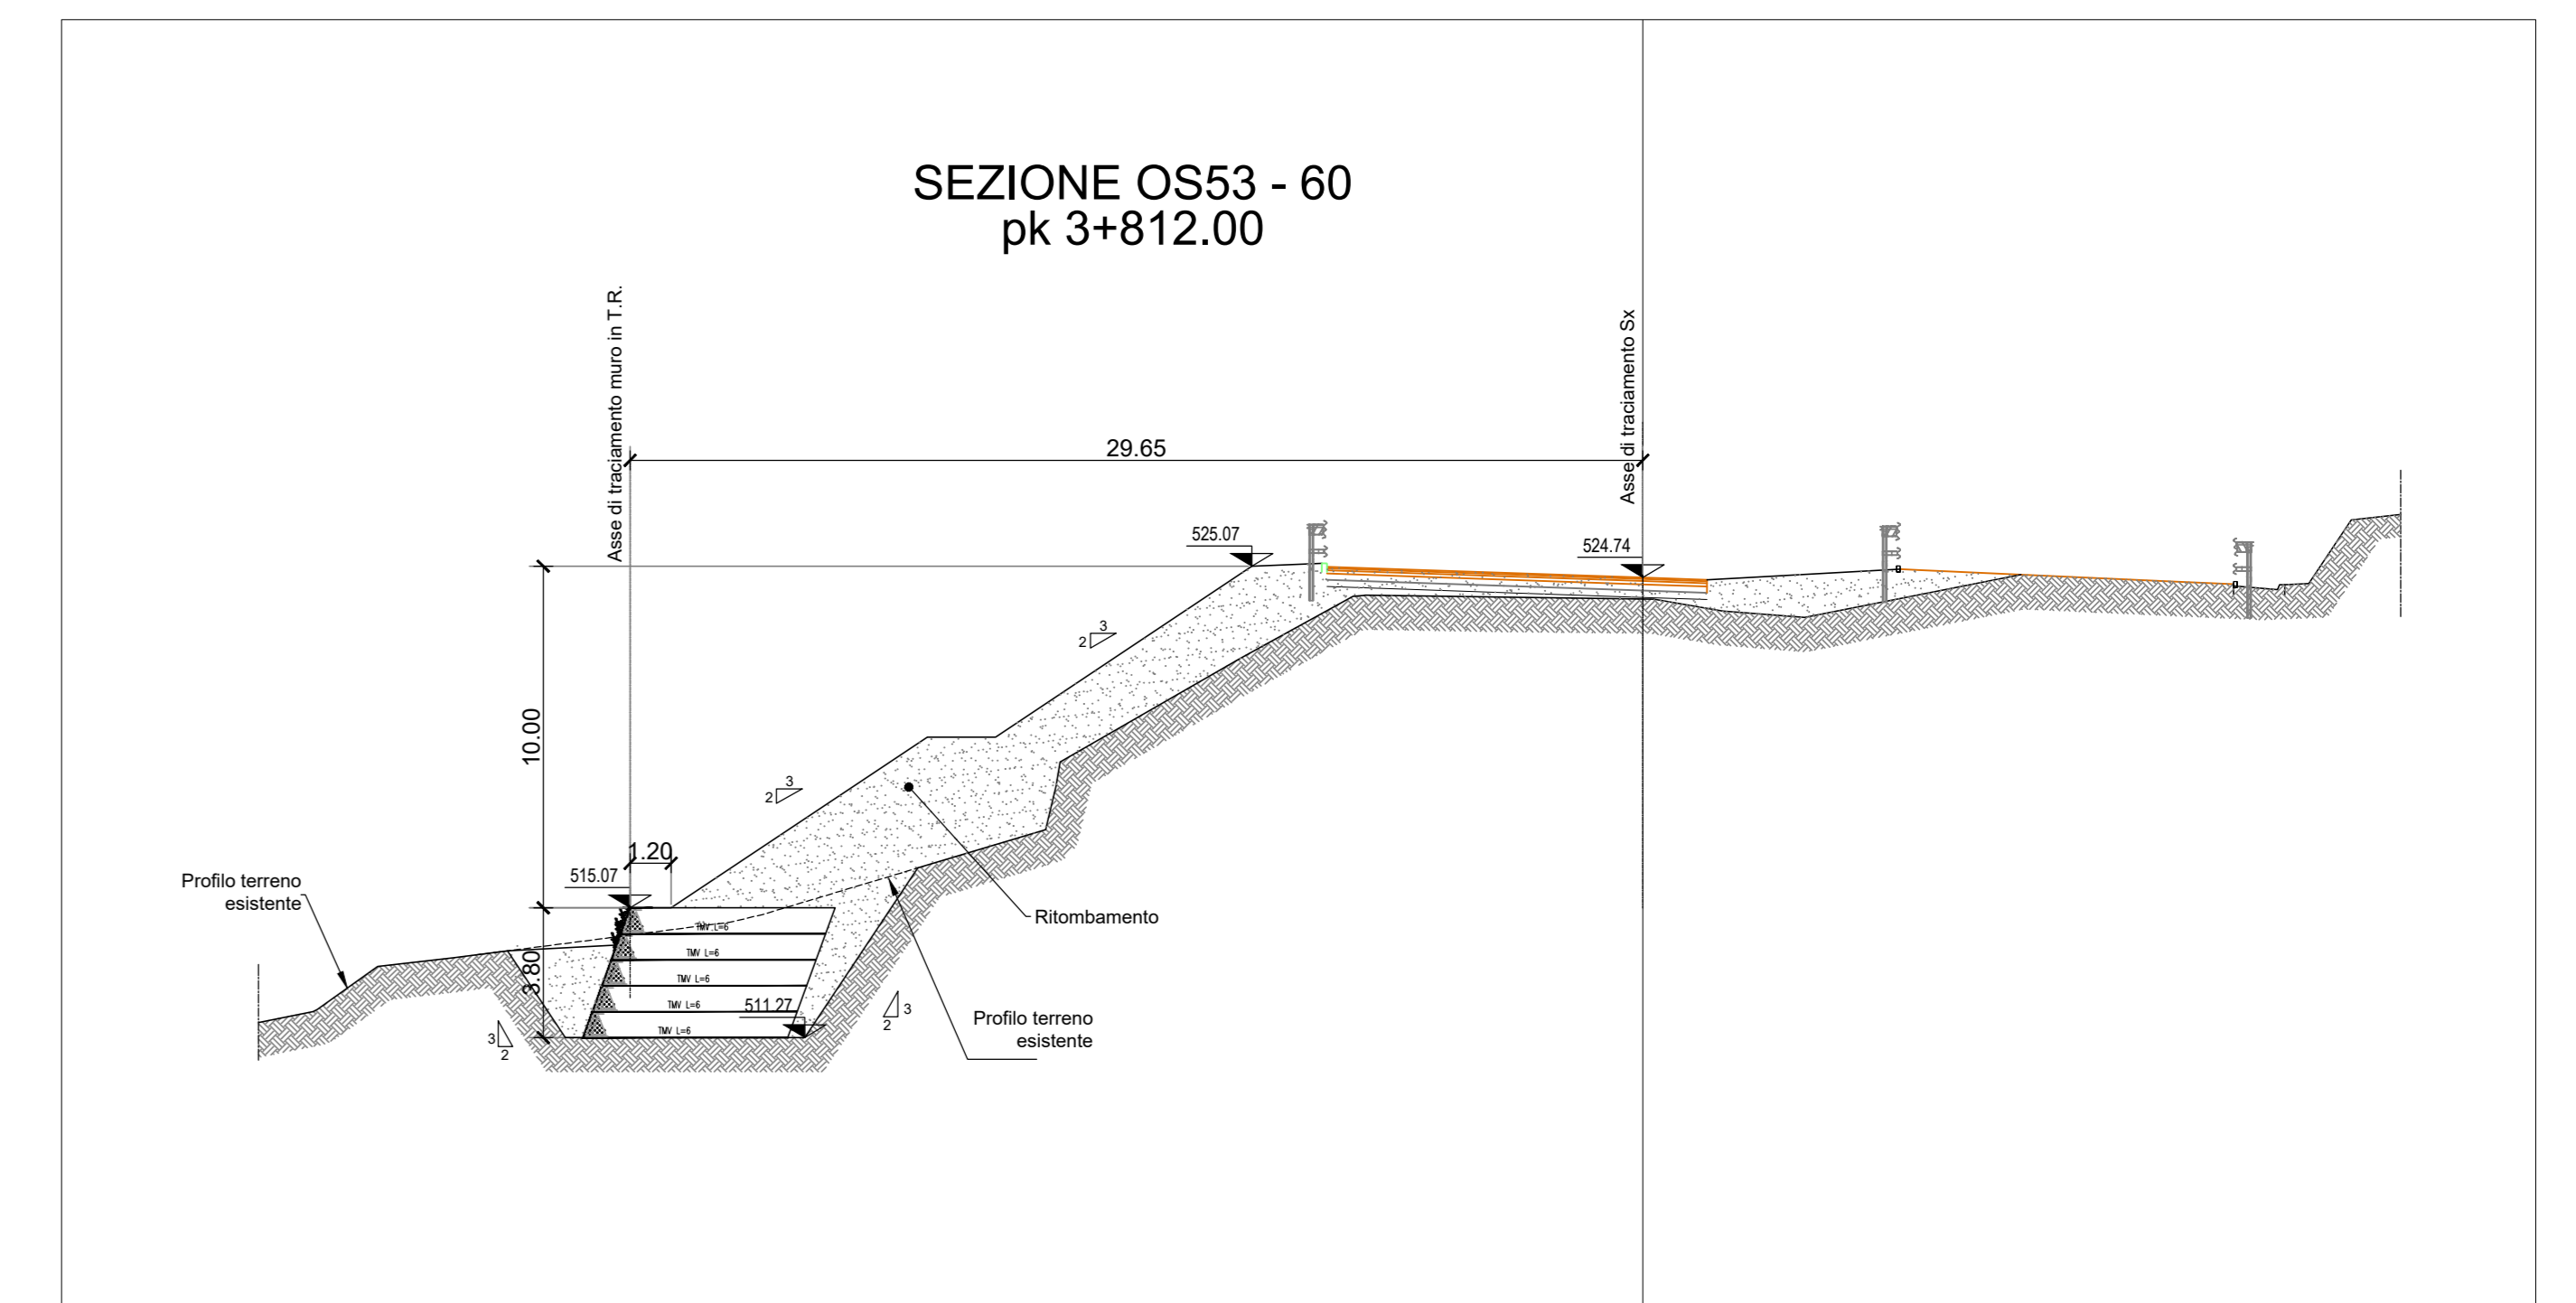 SEZIONE OS53 - 60
pk 3+812.00
Asse di traciamento muro in T.R.
Asse di traciamento Sx
29.65
525.07
524.74
3
2
10.00
3
2
1.20
515.07
Profilo terreno
esistente
Ritombamento
TMV L=6
TMV L=6
TMV L=6
TMV L=6
TMV L=6
3.80
511.27
3
2
3
2
Profilo terreno
esistente